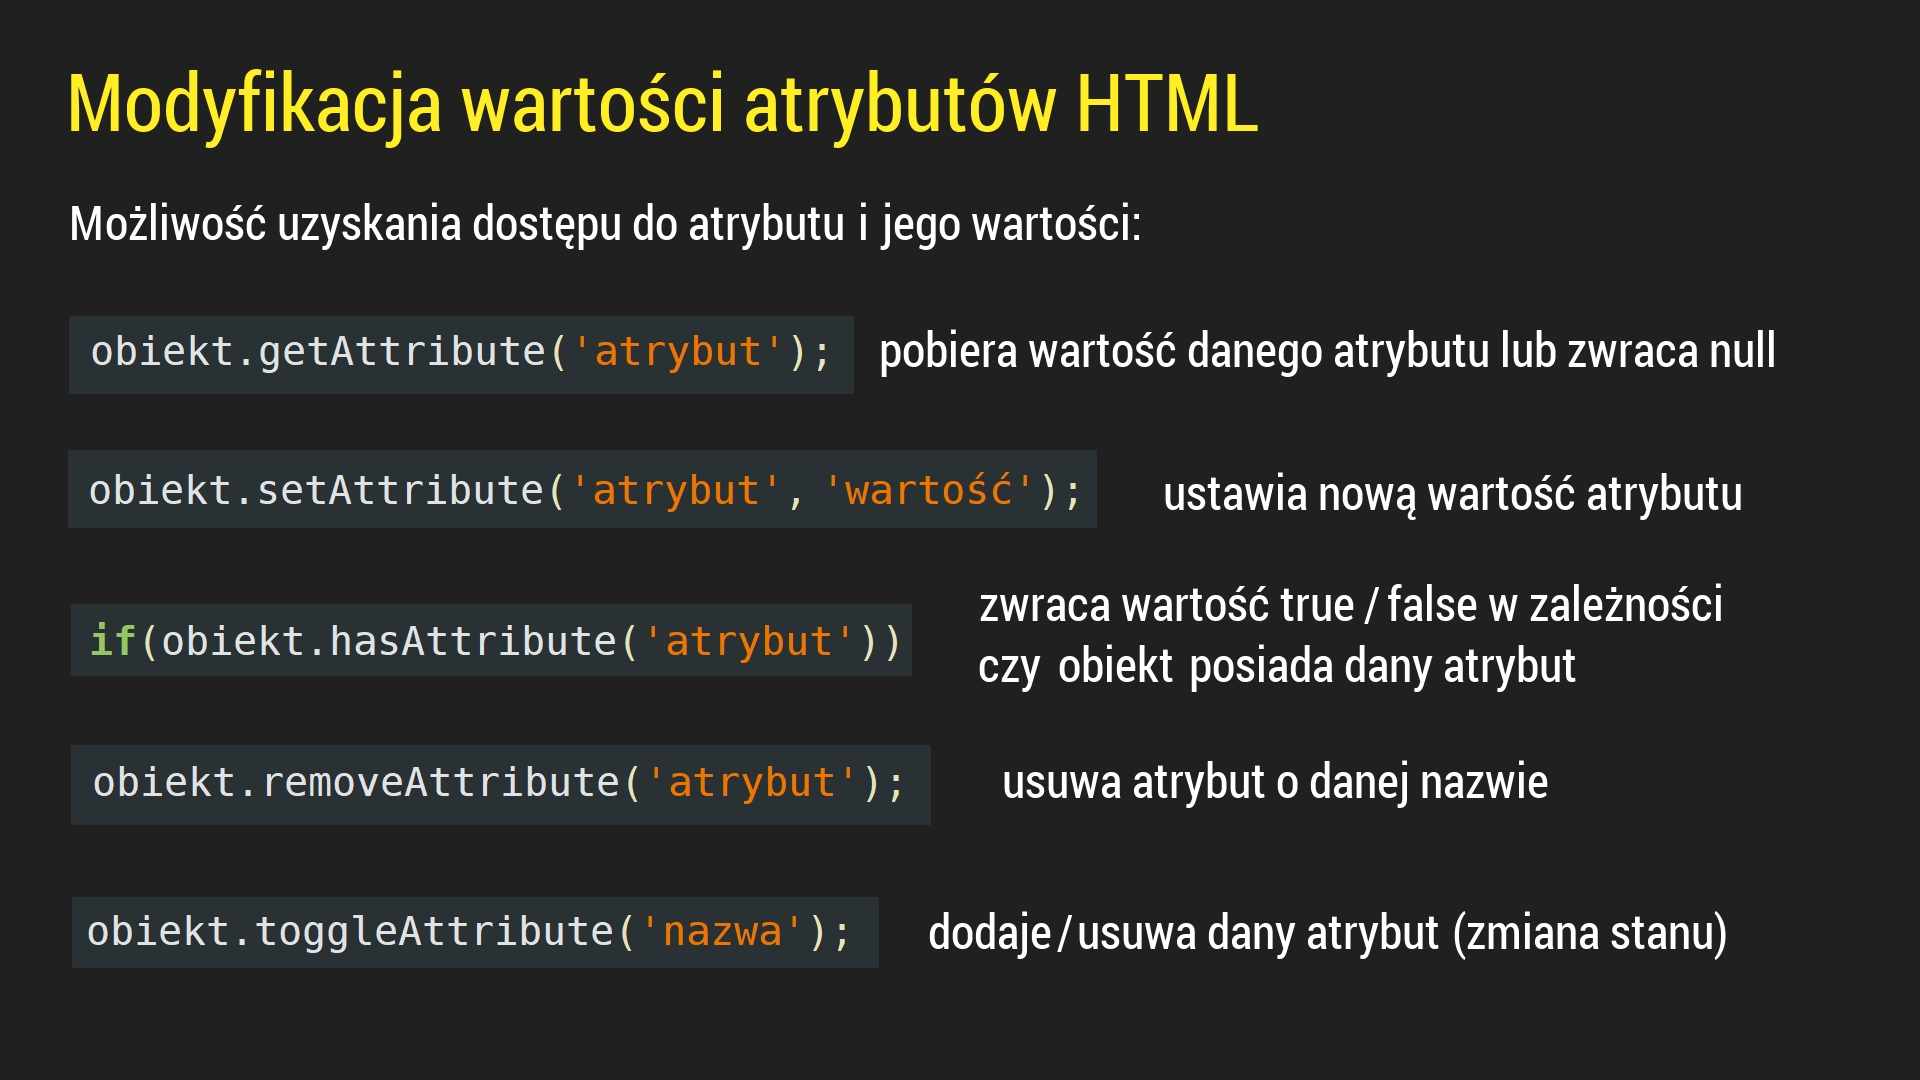 Modyfikacja wartości atrybutów HTML
Możliwość uzyskania dostępu do atrybutu i jego wartości:
obiekt.getAttribute('atrybut'); pobiera wartość danego atrybutu lub zwraca null
obiekt.setAttribute('atrybut', 'wartość'); ustawia nową wartość atrybutu
if(obiekt.hasAttribute('atrybut')) zwraca wartość true / false w zależności
czy obiekt posiada dany atrybut
obiekt.removeAttribute('atrybut'); usuwa atrybut o danej nazwie
obiekt.toggleAttribute('nazwa'); dodaje / usuwa dany atrybut (zmiana stanu)